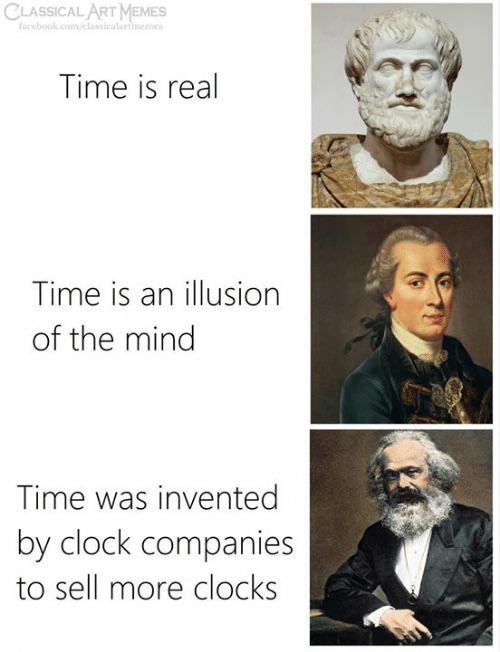 CLASSICAL ART MEMES
facebook.com/classicalartmemes
Time is real
Time is an illusion
of the mind
Time was invented
by clock companies
to sell more clocks